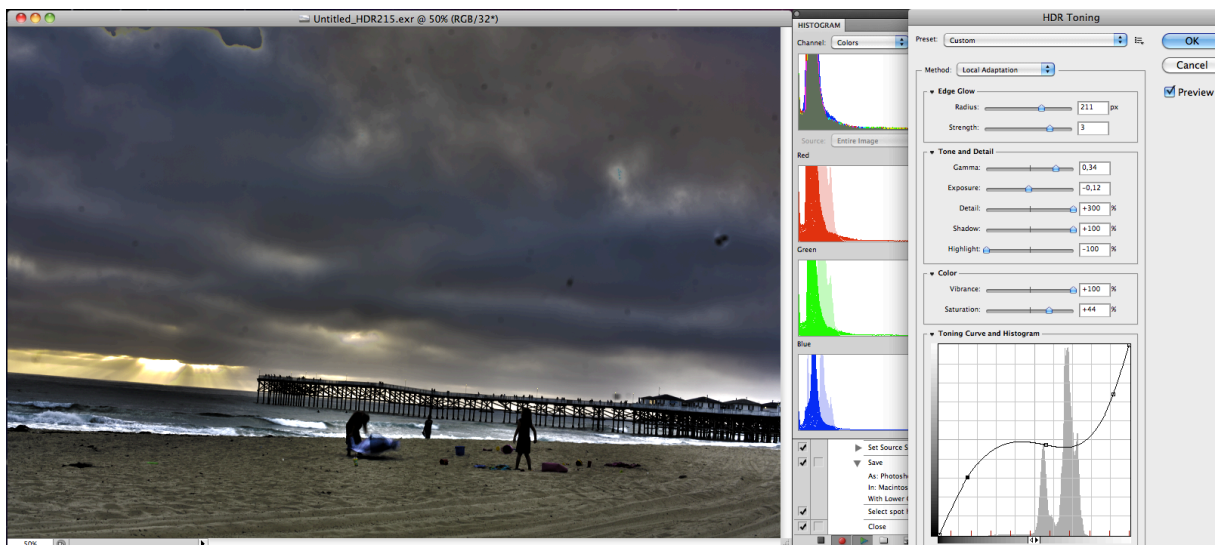 Untitled_HDR215.exr @ 50% (RGB/32*)
50%
HISTOGRAM
Channel: Colors
Source: Entire Image
Red
Green
Blue
Set Source S
Save
As: Photosh
In: Macintos
With Lower
Select spot
Close
HDR Toning
Preset: Custom
OK
Cancel
Preview
Method: Local Adaptation
Edge Glow
Radius: 211 px
Strength: 3
Tone and Detail
Gamma: 0,34
Exposure: -0,12
Detail: +300 %
Shadow: +100 %
Highlight: -100 %
Color
Vibrance: +100 %
Saturation: +44 %
Toning Curve and Histogram